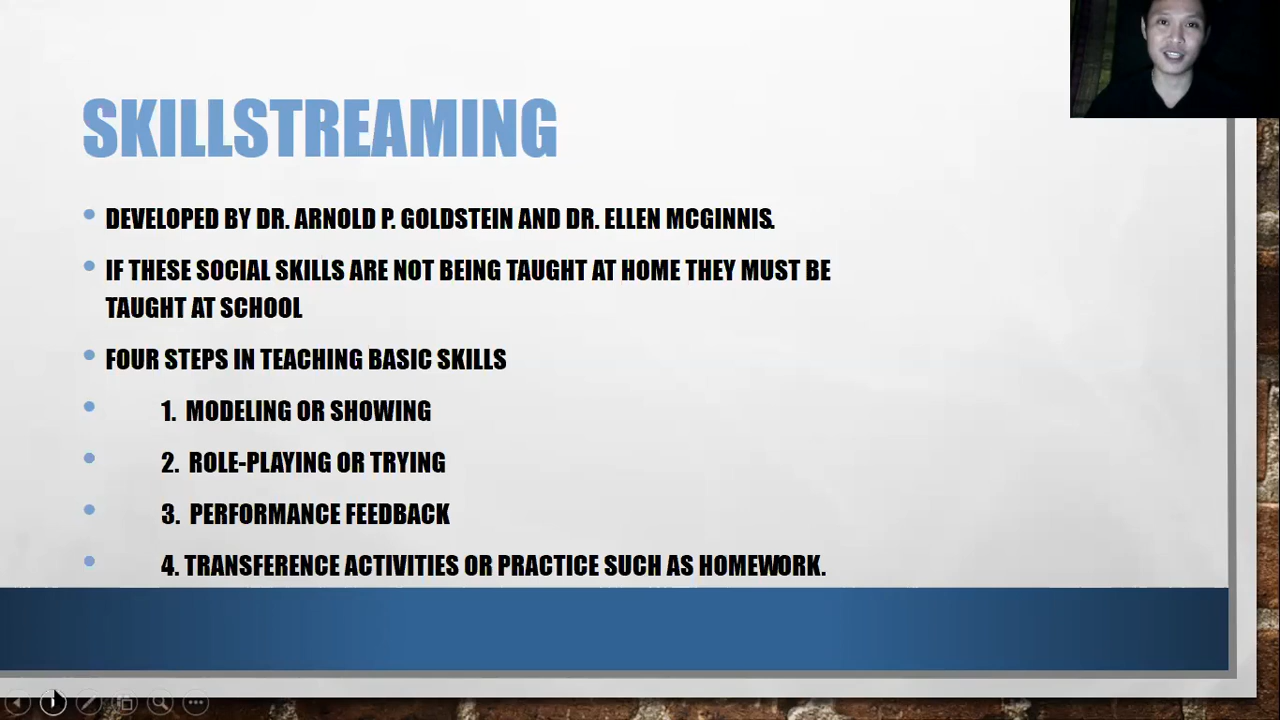 SKILLSTREAMING
• DEVELOPED BY DR. ARNOLD P. GOLDSTEIN AND DR. ELLEN MCGINNIS.
• IF THESE SOCIAL SKILLS ARE NOT BEING TAUGHT AT HOME THEY MUST BE
TAUGHT AT SCHOOL
• FOUR STEPS IN TEACHING BASIC SKILLS
• 1. MODELING OR SHOWING
• 2. ROLE-PLAYING OR TRYING
• 3. PERFORMANCE FEEDBACK
• 4. TRANSFERENCE ACTIVITIES OR PRACTICE SUCH AS HOMEWORK.